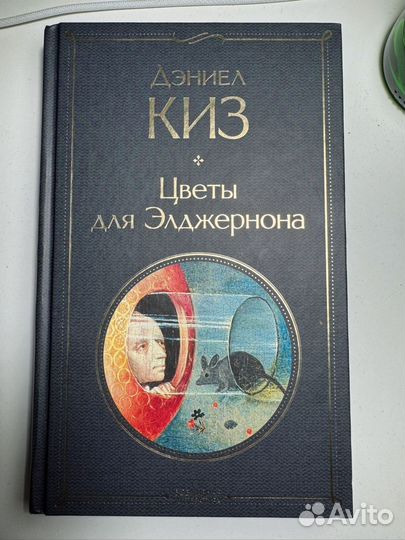 Дэниел
КИЗ
Цветы
для Элджернона
Avito